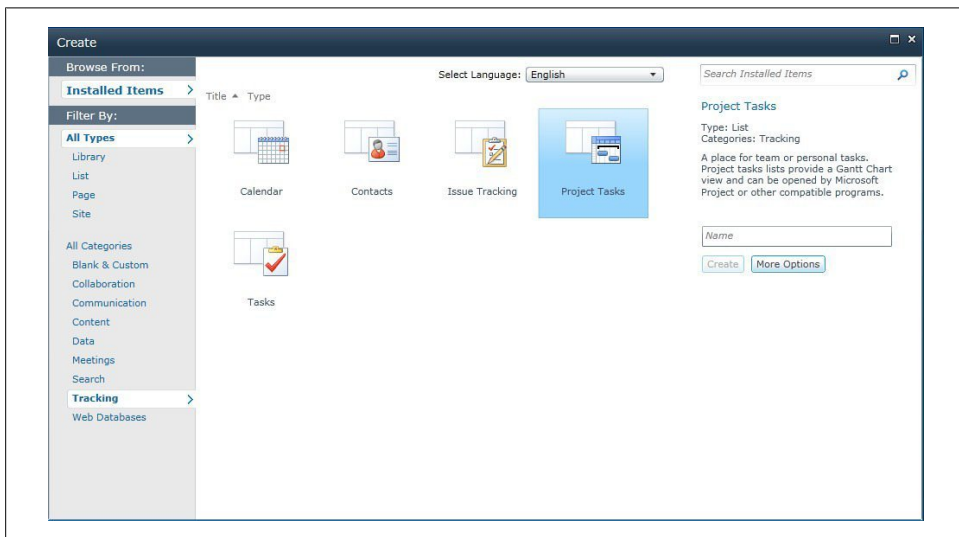 Create
Browse From:
Installed Items
Filter By:
All Types
Library
List
Page
Site
All Categories
Blank & Custom
Collaboration
Communication
Content
Data
Meetings
Search
Tracking
Web Databases
Select Language: English
Title Type
Calendar
Contacts
Issue Tracking
Project Tasks
Tasks
Search Installed Items
Project Tasks
Type: List
Categories: Tracking
A place for team or personal tasks.
Project tasks lists provide a Gantt Chart
view and can be opened by Microsoft
Project or other compatible programs.
Name
Create More Options